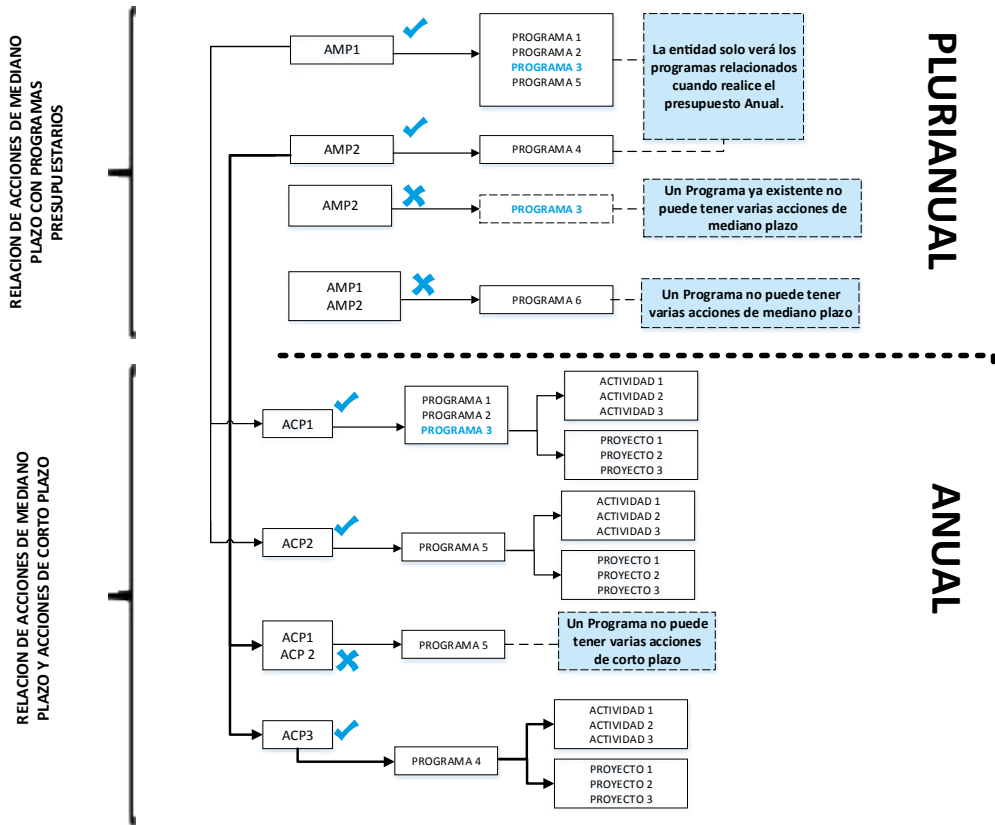 RELACION DE ACCIONES DE MEDIANO
PLAZO CON PROGRAMAS
PRESUPUESTARIOS
AMP1
PROGRAMA 1
PROGRAMA 2
PROGRAMA 3
PROGRAMA 5
La entidad solo verá los
programas relacionados
cuando realice el
presupuesto Anual.
AMP2
PROGRAMA 4
AMP2
PROGRAMA 3
Un Programa ya existente no
puede tener varias acciones de
mediano plazo
AMP1
AMP2
PROGRAMA 6
Un Programa no puede tener
varias acciones de mediano plazo
PLURIANUAL
RELACION DE ACCIONES DE MEDIANO
PLAZO Y ACCIONES DE CORTO PLAZO
ACP1
PROGRAMA 1
PROGRAMA 2
PROGRAMA 3
ACTIVIDAD 1
ACTIVIDAD 2
ACTIVIDAD 3
PROYECTO 1
PROYECTO 2
PROYECTO 3
ACP2
PROGRAMA 5
ACTIVIDAD 1
ACTIVIDAD 2
ACTIVIDAD 3
PROYECTO 1
PROYECTO 2
PROYECTO 3
ACP1
ACP 2
PROGRAMA 5
Un Programa no puede
tener varias acciones
de corto plazo
ACP3
PROGRAMA 4
ACTIVIDAD 1
ACTIVIDAD 2
ACTIVIDAD 3
PROYECTO 1
PROYECTO 2
PROYECTO 3
ANUAL